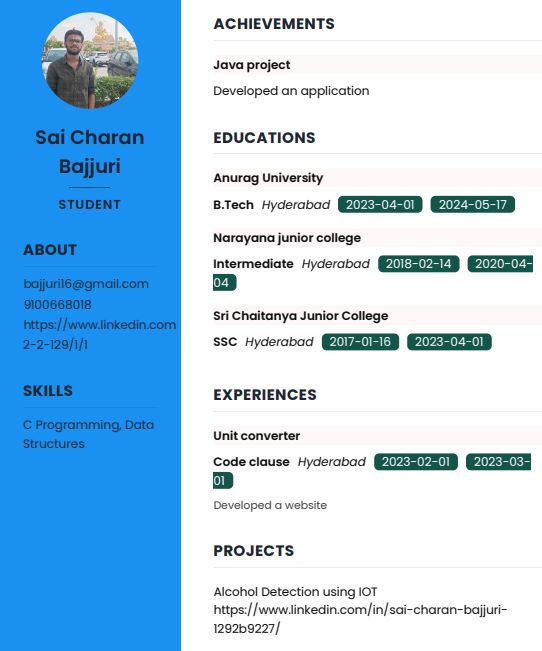 Sai Charan
Bajjuri
STUDENT
ABOUT
bajjuri16@gmail.com
9100668018
https://www.linkedin.com
2-2-129/1/1
SKILLS
C Programming, Data
Structures
ACHIEVEMENTS
Java project
Developed an application
EDUCATIONS
Anurag University
B.Tech Hyderabad 2023-04-01 2024-05-17
Narayana junior college
Intermediate Hyderabad 2018-02-14 2020-04-
04
Sri Chaitanya Junior College
SSC Hyderabad 2017-01-16 2023-04-01
EXPERIENCES
Unit converter
Code clause Hyderabad 2023-02-01 2023-03-
01
Developed a website
PROJECTS
Alcohol Detection using IOT
https://www.linkedin.com/in/sai-charan-bajjuri-
1292b9227/